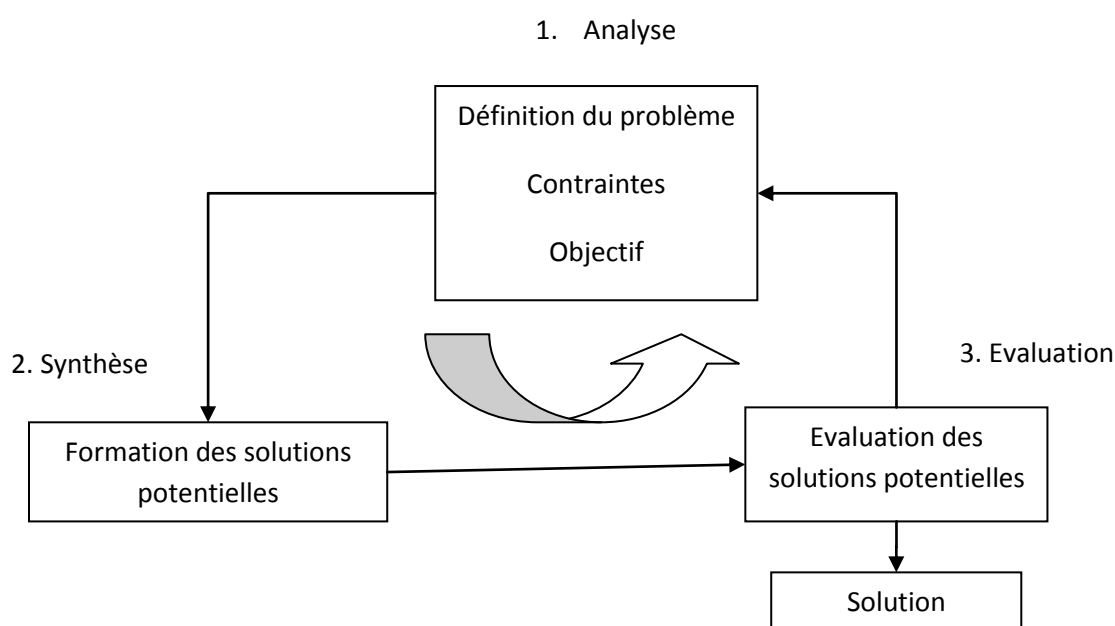 1. Analyse
Définition du problème
Contraintes
Objectif
2. Synthèse
3. Evaluation
Formation des solutions
potentielles
Evaluation des
solutions potentielles
Solution